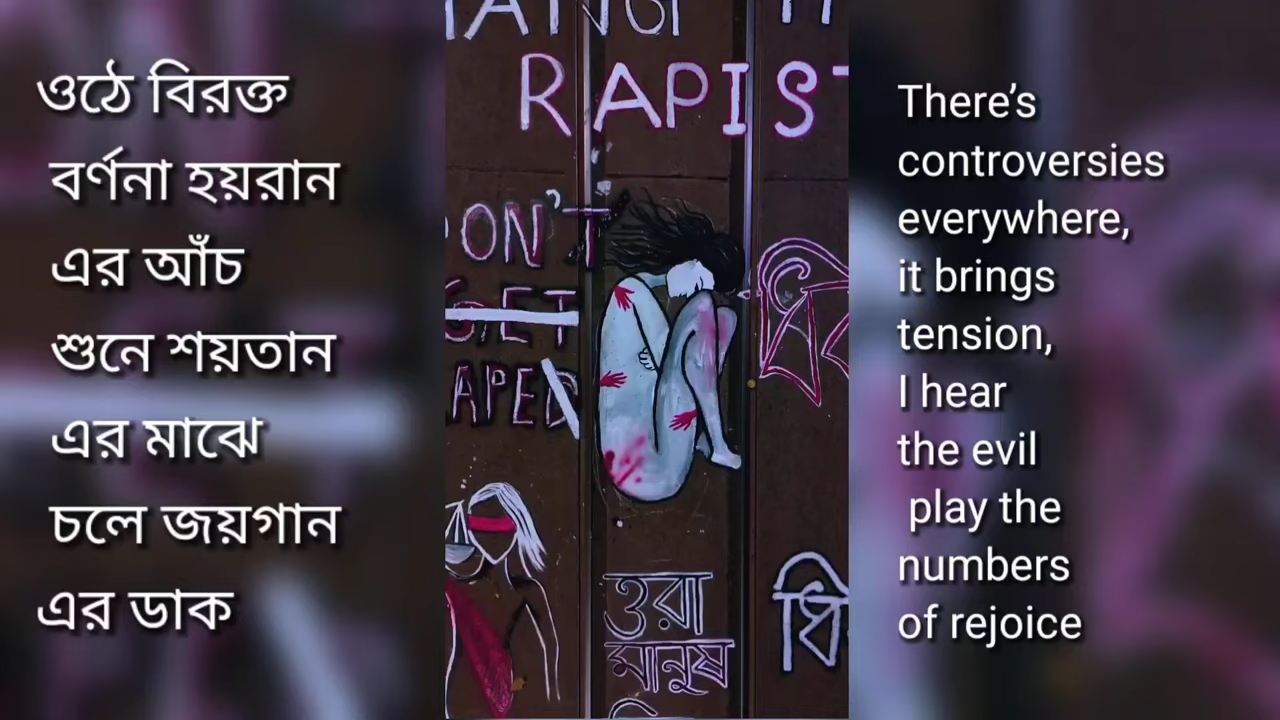 ওঠে বিরক্ত
বর্ণনা হয়রান
এর আঁচ
শুনে শয়তান
এর মাঝে
চলে জয়গান
এর ডাক
RAPIST
GET
ওরা
মানুষ
There’s
controversies
everywhere,
it brings
tension,
I hear
the evil
play the
numbers
of rejoice